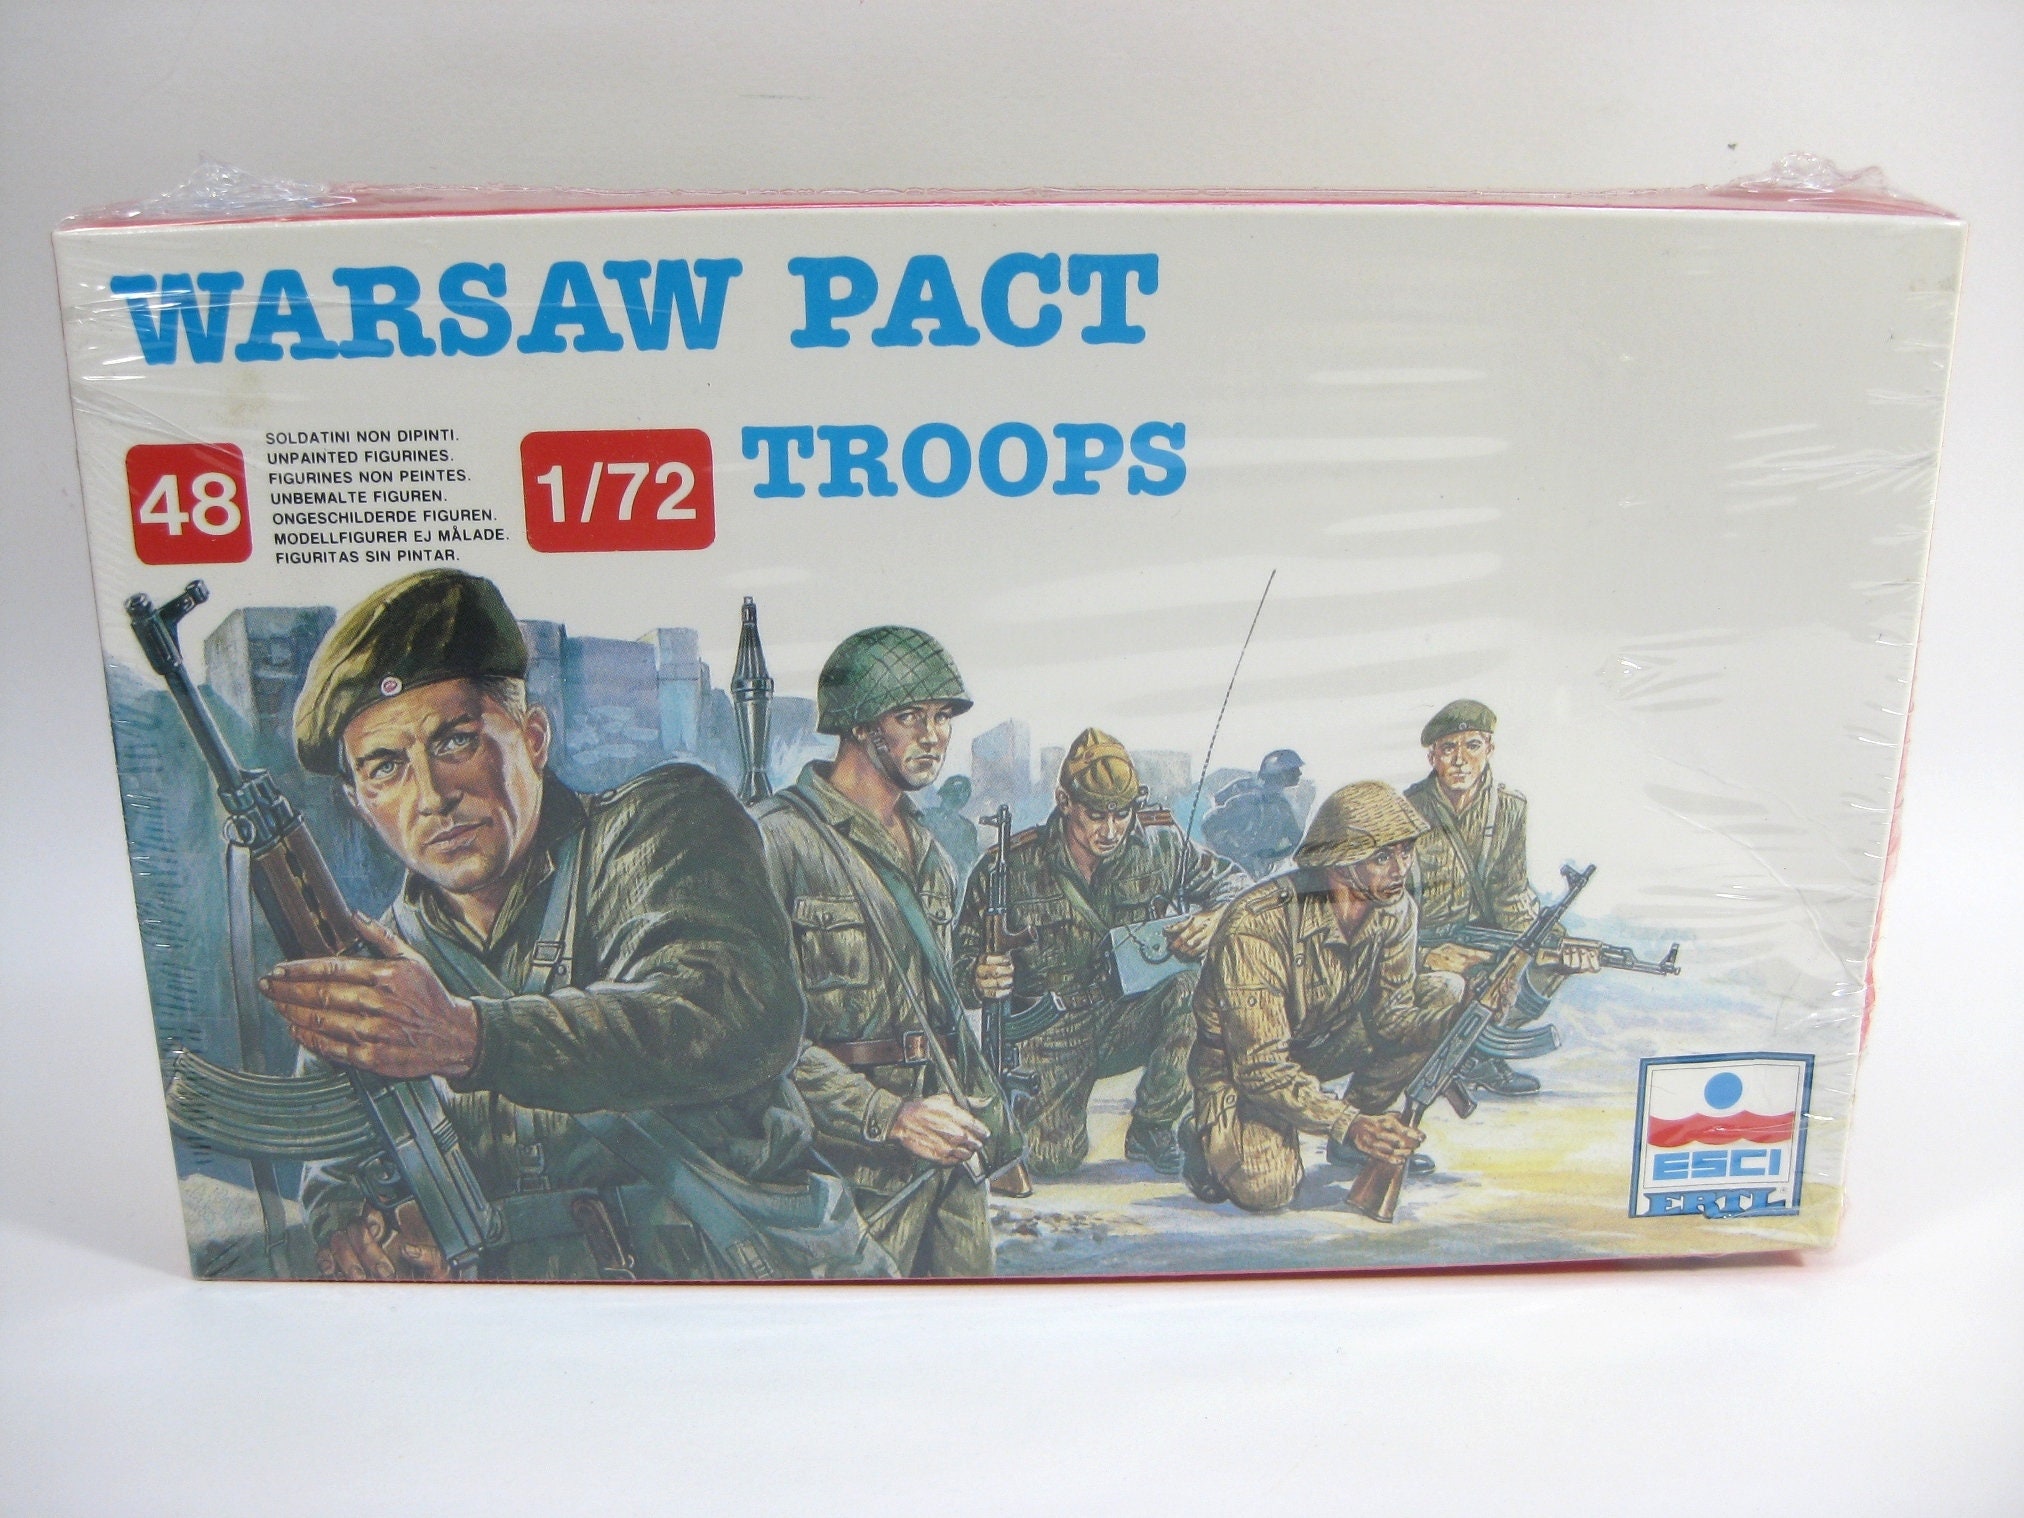 WARSAW PACT
TROOPS
48
SOLDATINI NON DIPINTI.
UNPAINTED FIGURINES.
FIGURINES NON PEINTES.
UNBEMALTE FIGUREN.
ONGESCHILDERDE FIGUREN.
MODELLFIGURER EJ MÅLADE.
FIGURITAS SIN PINTAR.
1/72
ESCI
ERTL®